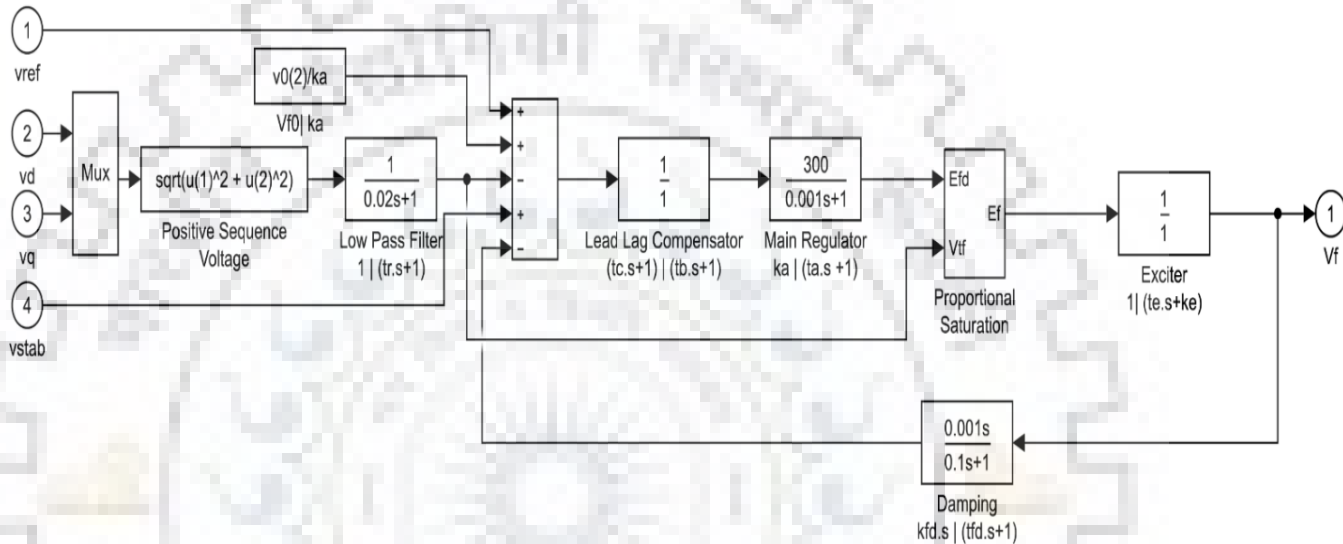 1
vref
v0(2)/ka
Vf0| ka
2
vd
3
vq
4
vstab
Mux
sqrt(u(1)^2 + u(2)^2)
Positive Sequence
Voltage
1
0.02s+1
Low Pass Filter
1 | (tr.s+1)
+
+
−
+
−
1
1
Lead Lag Compensator
(tc.s+1) | (tb.s+1)
300
0.001s+1
Main Regulator
ka | (ta.s +1)
Efd
Ef
Vtf
Proportional
Saturation
1
1
Exciter
1| (te.s+ke)
1
Vf
0.001s
0.1s+1
Damping
kfd.s | (tfd.s+1)